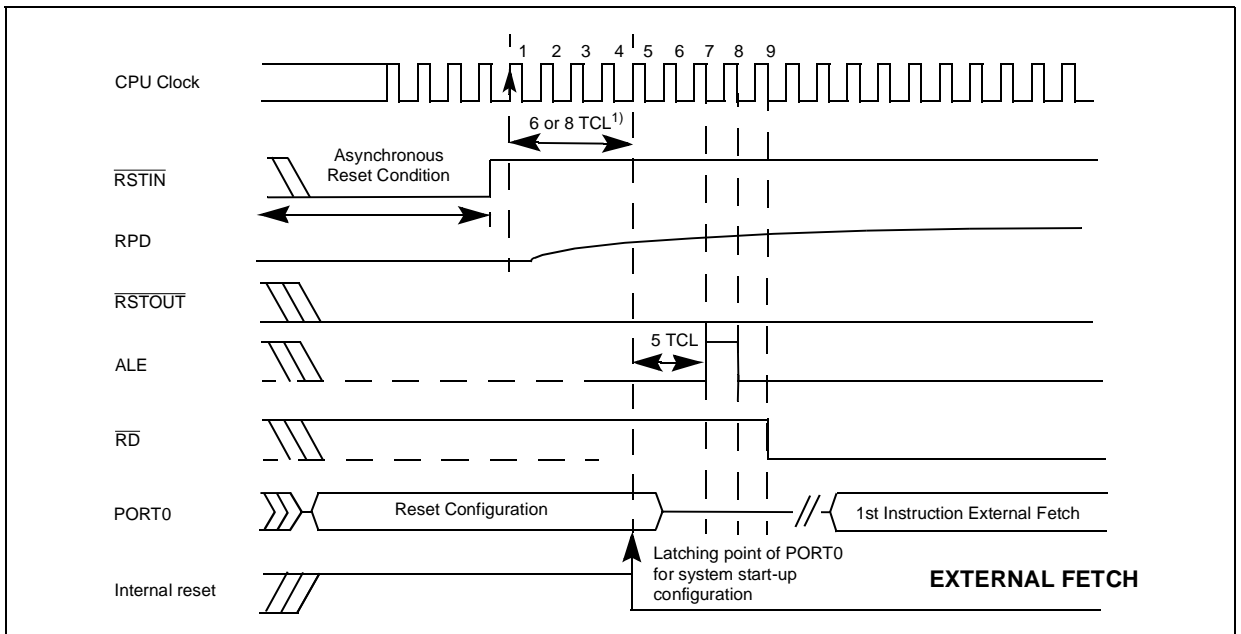 1 2 3 4 5 6 7 8 9
CPU Clock
6 or 8 TCL1)
Asynchronous
Reset Condition
RSTIN
RPD
RSTOUT
5 TCL
ALE
RD
PORT0
Reset Configuration
1st Instruction External Fetch
Latching point of PORT0
for system start-up
configuration
EXTERNAL FETCH
Internal reset